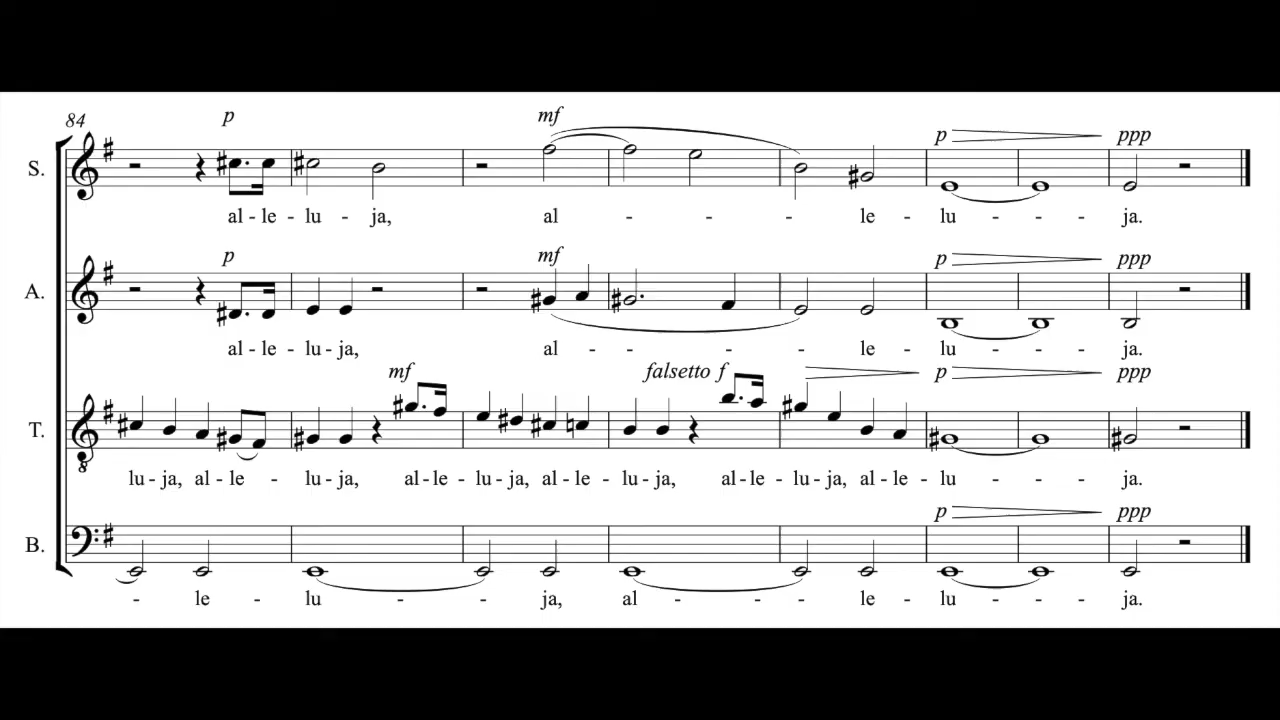 84
p mf p ppp
S.
al - le - lu - ja, al - - - le - lu - - - ja.
p mf p ppp
A.
al - le - lu - ja, al - - - - le - lu - - - ja.
mf falsetto f p ppp
T.
8
lu - ja, al - le - lu - ja, al - le - lu - ja, al - le - lu - ja, al - le - lu - ja, al - le - lu - - - ja.
p ppp
B.
- le - lu - - ja, al - - - le - lu - - - ja.